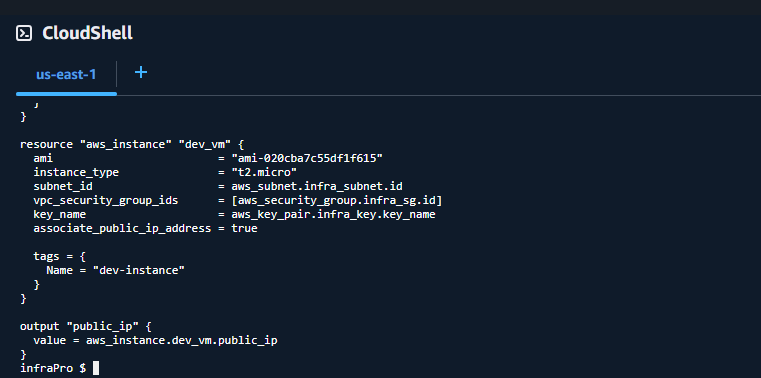 CloudShell
us-east-1
}
}
resource "aws_instance" "dev_vm" {
  ami                         = "ami-020cba7c55df1f615"
  instance_type               = "t2.micro"
  subnet_id                   = aws_subnet.infra_subnet.id
  vpc_security_group_ids      = [aws_security_group.infra_sg.id]
  key_name                    = aws_key_pair.infra_key.key_name
  associate_public_ip_address = true
  tags = {
    Name = "dev-instance"
  }
}
output "public_ip" {
  value = aws_instance.dev_vm.public_ip
}
infraPro $